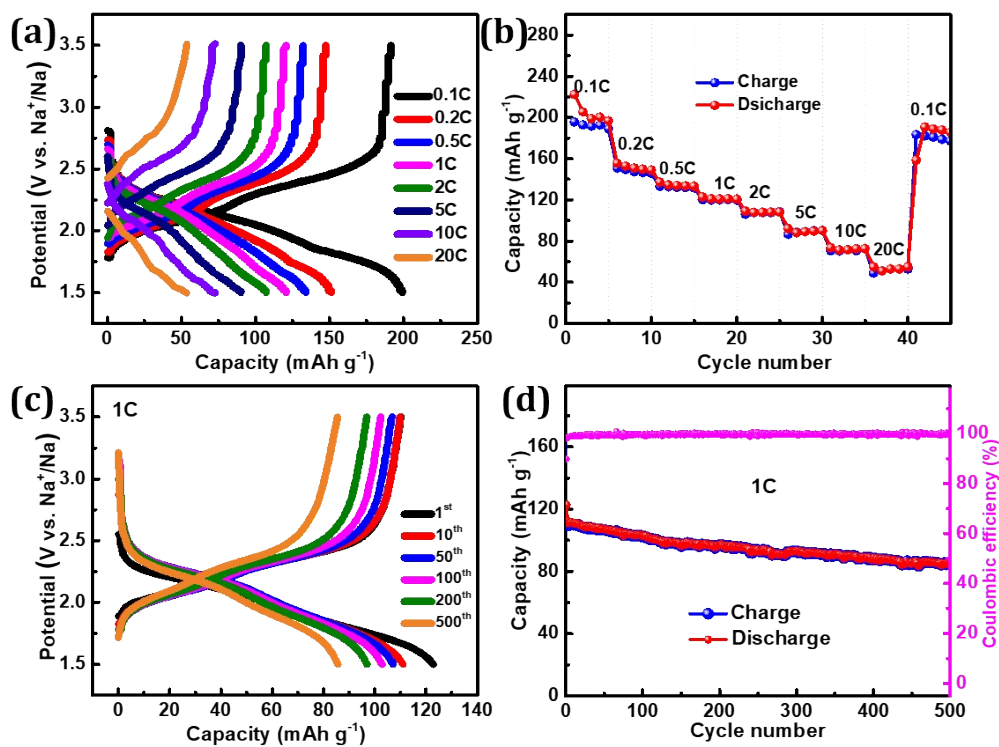 (a)
Potential (V vs. Na⁺/Na)
3.5
3.0
2.5
2.0
1.5
0.1C
0.2C
0.5C
1C
2C
5C
10C
20C
0 50 100 150 200 250
Capacity (mAh g⁻¹)
(b)
Capacity (mAh g⁻¹)
280
240
200
160
120
80
40
0
Charge
Dsicharge
0.1C
0.2C
0.5C
1C
2C
5C
10C
20C
0.1C
0 10 20 30 40
Cycle number
(c)
1C
Potential (V vs. Na⁺/Na)
3.5
3.0
2.5
2.0
1.5
1ˢᵗ
10ᵗʰ
50ᵗʰ
100ᵗʰ
200ᵗʰ
500ᵗʰ
0 20 40 60 80 100 120 140
Capacity (mAh g⁻¹)
(d)
Capacity (mAh g⁻¹)
160
120
80
40
0
1C
Charge
Discharge
100
80
60
40
20
0
Coulombic efficiency (%)
0 100 200 300 400 500
Cycle number